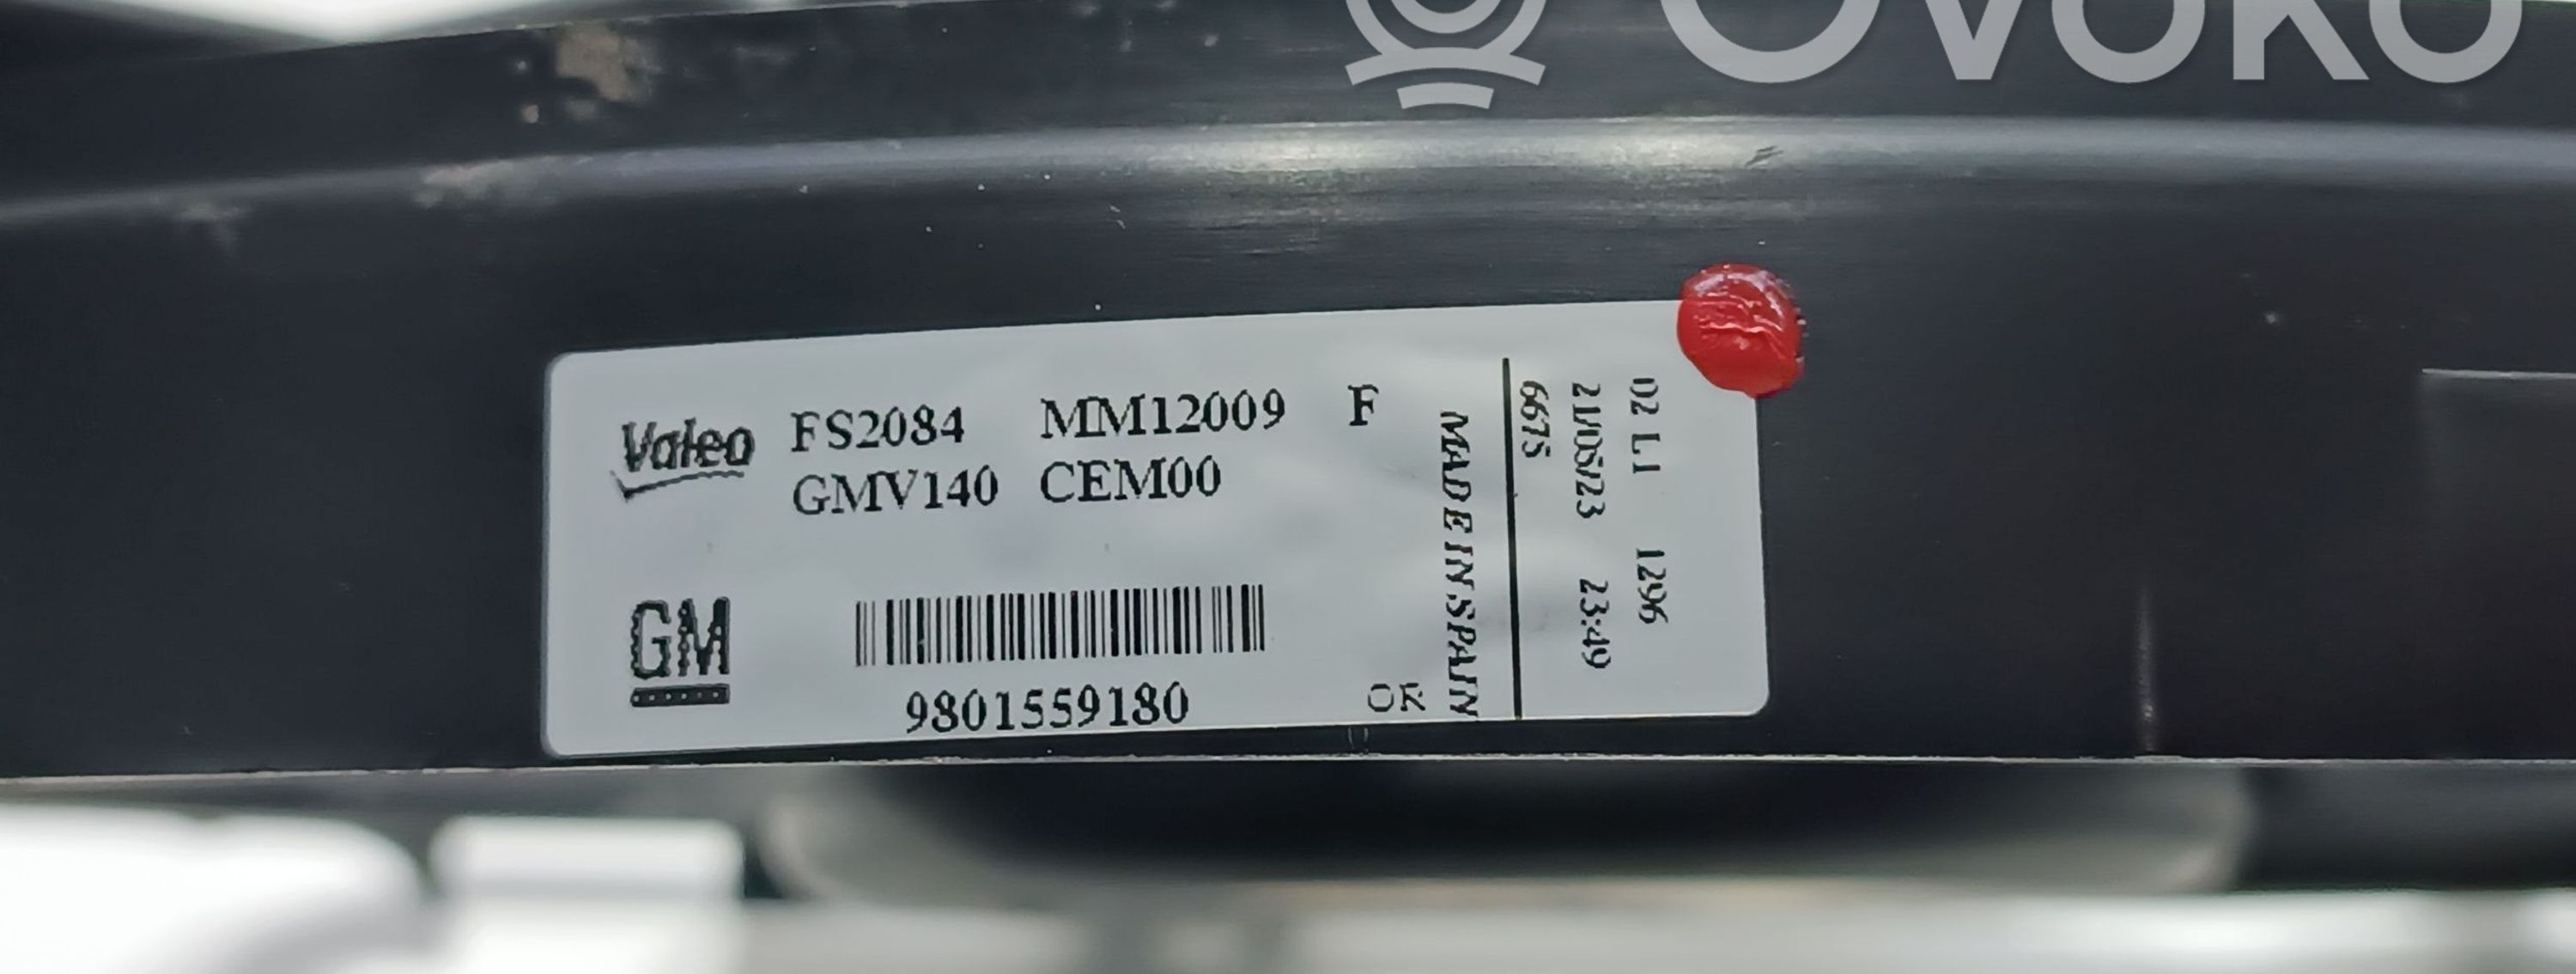 OVOKO
Valeo FS2084 MM12009 F
GMV140 CEM00
GM
9801559180
OK
MADE IN SPAIN
6675
21/05/23 23:49
02 L1 1296